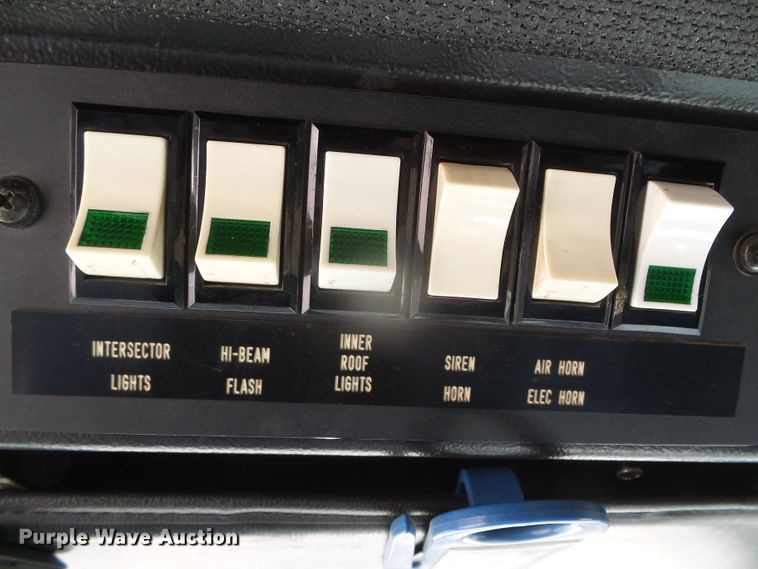 INTERSECTOR
LIGHTS
HI-BEAM
FLASH
INNER
ROOF
LIGHTS
SIREN
HORN
AIR HORN
ELEC HORN
Purple Wave Auction